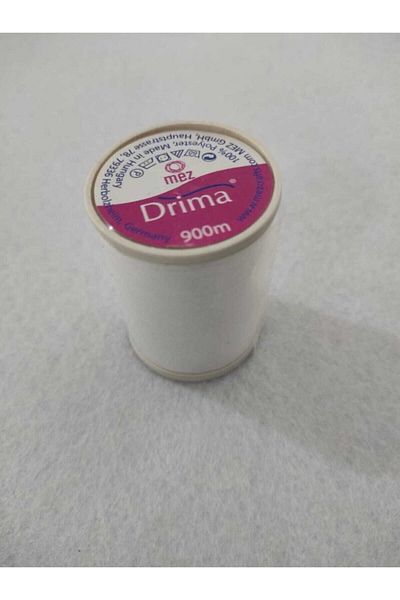 mez
Drima®
900m
100% Polyester, Made in Hungary
MEZ GmbH, Hauptstrasse 78, 79336 Herbolzheim, Germany